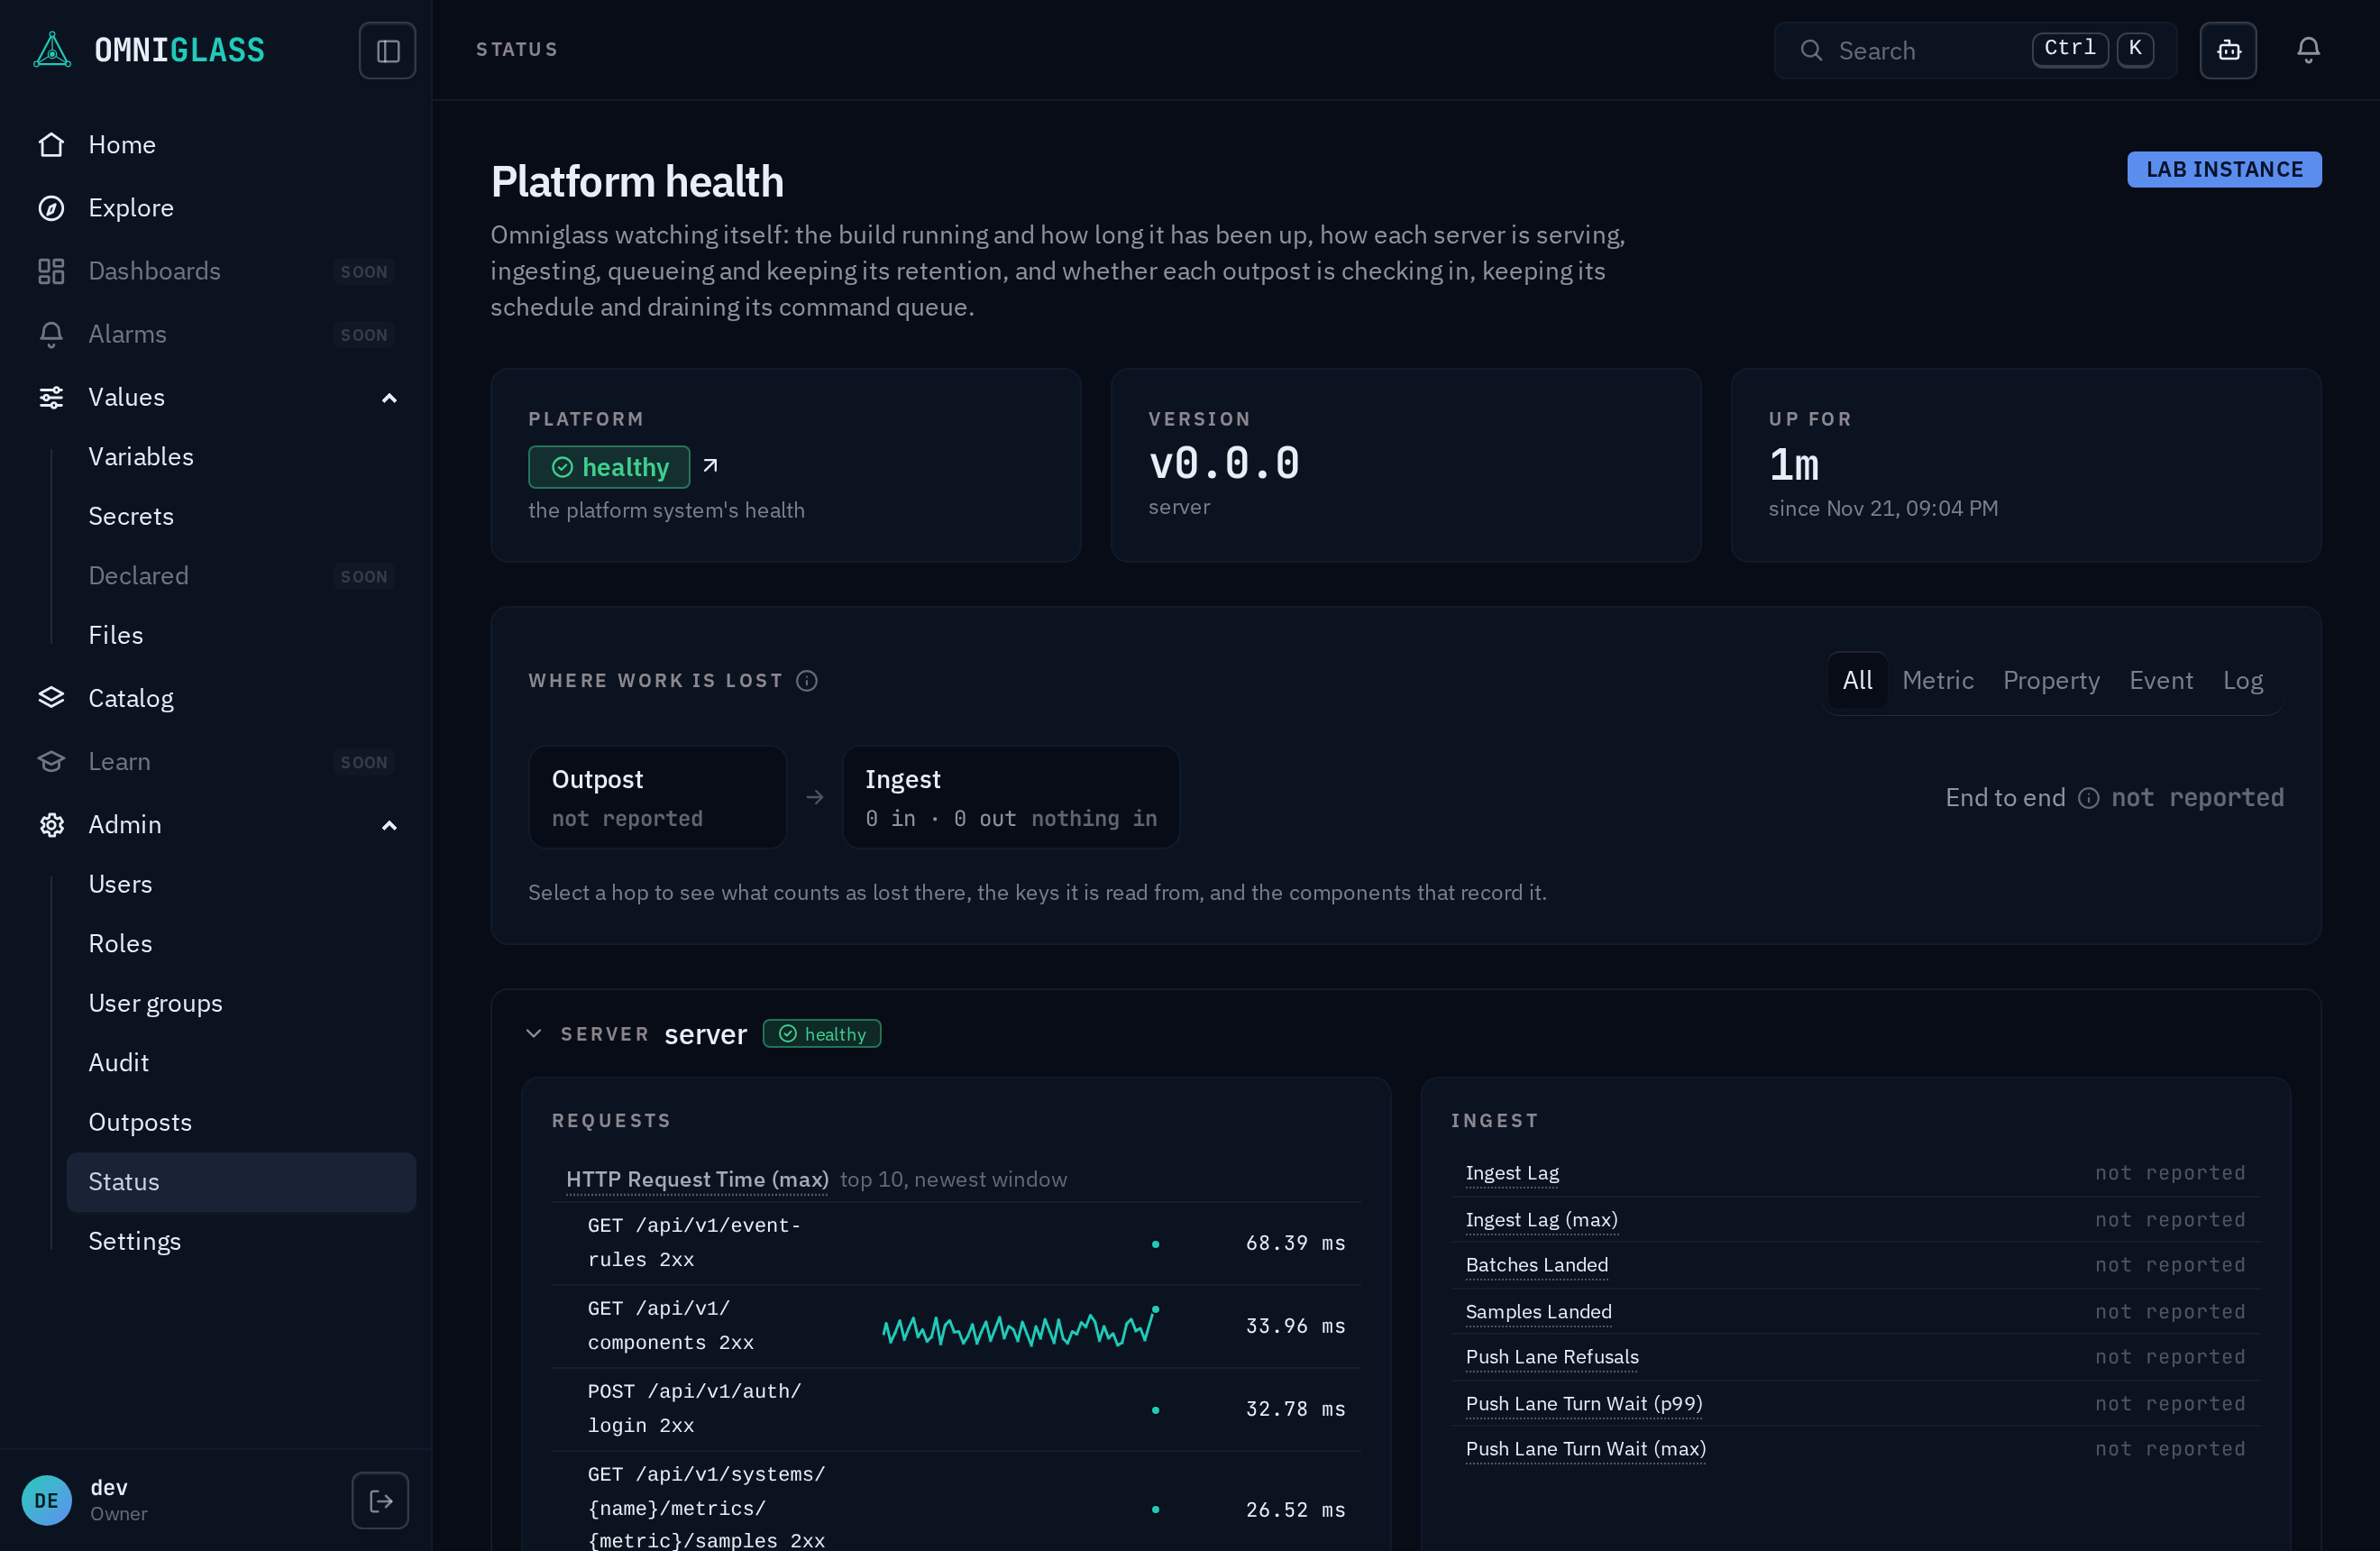 OMNIGLASS
STATUS
Search
Ctrl K
Home
Explore
Dashboards SOON
Alarms SOON
Values
Variables
Secrets
Declared SOON
Files
Catalog
Learn SOON
Admin
Users
Roles
User groups
Audit
Outposts
Status
Settings
DE
dev
Owner
Platform health
LAB INSTANCE
Omniglass watching itself: the build running and how long it has been up, how each server is serving,
ingesting, queueing and keeping its retention, and whether each outpost is checking in, keeping its
schedule and draining its command queue.
PLATFORM
healthy
the platform system's health
VERSION
v0.0.0
server
UP FOR
1m
since Nov 21, 09:04 PM
WHERE WORK IS LOST
All Metric Property Event Log
Outpost
not reported
Ingest
0 in · 0 out nothing in
End to end not reported
Select a hop to see what counts as lost there, the keys it is read from, and the components that record it.
SERVER server healthy
REQUESTS
HTTP Request Time (max) top 10, newest window
GET /api/v1/event-
rules 2xx
68.39 ms
GET /api/v1/
components 2xx
33.96 ms
POST /api/v1/auth/
login 2xx
32.78 ms
GET /api/v1/systems/
{name}/metrics/
{metric}/samples 2xx
26.52 ms
INGEST
Ingest Lag not reported
Ingest Lag (max) not reported
Batches Landed not reported
Samples Landed not reported
Push Lane Refusals not reported
Push Lane Turn Wait (p99) not reported
Push Lane Turn Wait (max) not reported